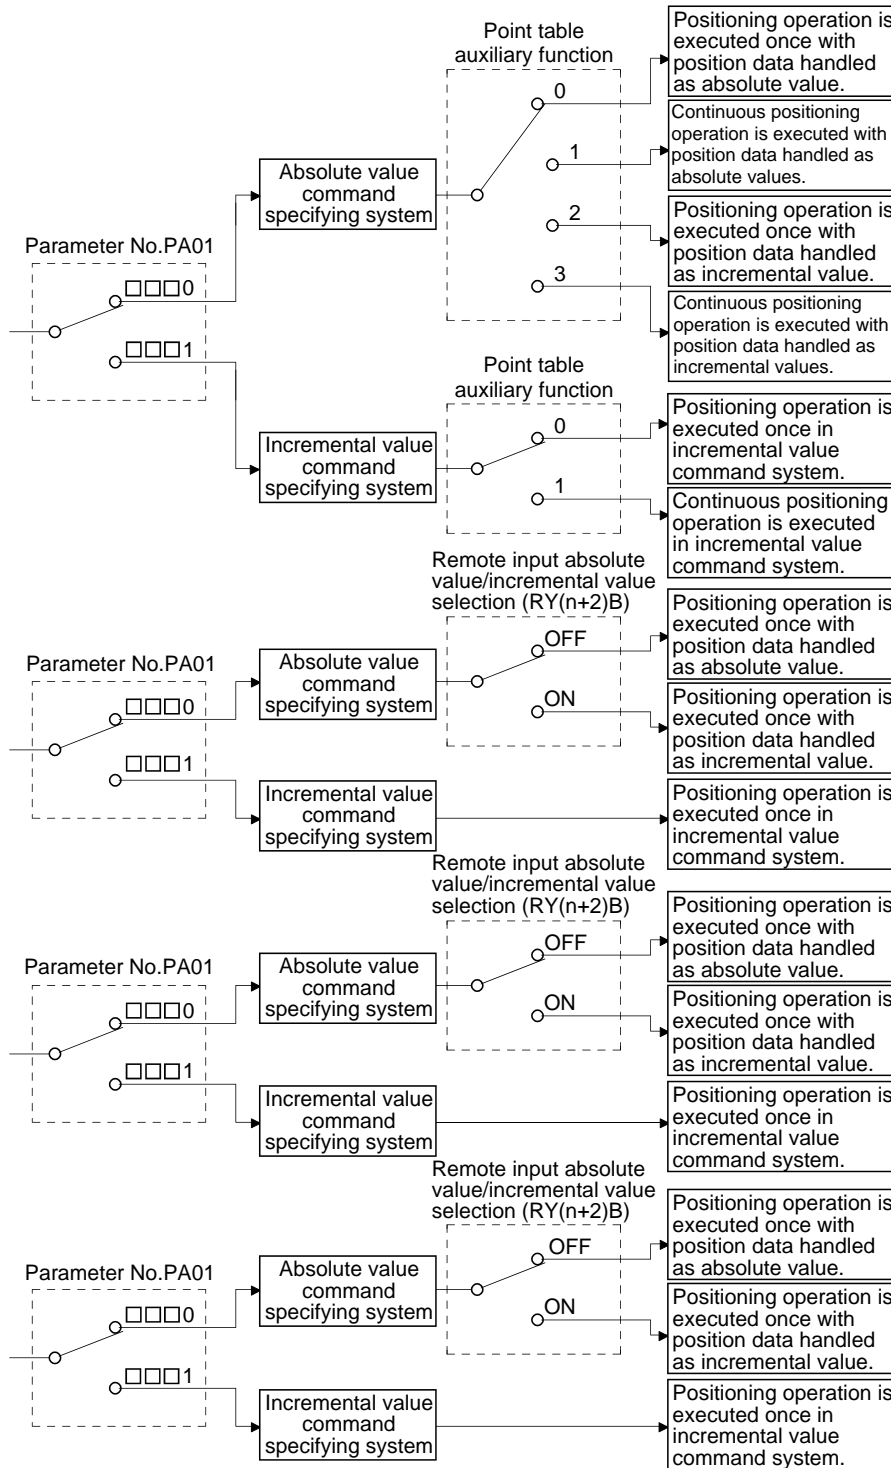 Point table
auxiliary function
0
1
2
3
Positioning operation is
executed once with
position data handled
as absolute value.
Continuous positioning
operation is executed with
position data handled as
absolute values.
Positioning operation is
executed once with
position data handled
as incremental value.
Continuous positioning
operation is executed with
position data handled as
incremental values.
Absolute value
command
specifying system
Parameter No.PA01
□□□0
□□□1
Point table
auxiliary function
0
1
Incremental value
command
specifying system
Positioning operation is
executed once in
incremental value
command system.
Continuous positioning
operation is executed
in incremental value
command system.
Remote input absolute
value/incremental value
selection (RY(n+2)B)
OFF
ON
Parameter No.PA01
□□□0
□□□1
Absolute value
command
specifying system
Positioning operation is
executed once with
position data handled
as absolute value.
Positioning operation is
executed once with
position data handled
as incremental value.
Incremental value
command
specifying system
Positioning operation is
executed once in
incremental value
command system.
Remote input absolute
value/incremental value
selection (RY(n+2)B)
OFF
ON
Parameter No.PA01
□□□0
□□□1
Absolute value
command
specifying system
Positioning operation is
executed once with
position data handled
as absolute value.
Positioning operation is
executed once with
position data handled
as incremental value.
Incremental value
command
specifying system
Positioning operation is
executed once in
incremental value
command system.
Remote input absolute
value/incremental value
selection (RY(n+2)B)
OFF
ON
Parameter No.PA01
□□□0
□□□1
Absolute value
command
specifying system
Positioning operation is
executed once with
position data handled
as absolute value.
Positioning operation is
executed once with
position data handled
as incremental value.
Incremental value
command
specifying system
Positioning operation is
executed once in
incremental value
command system.